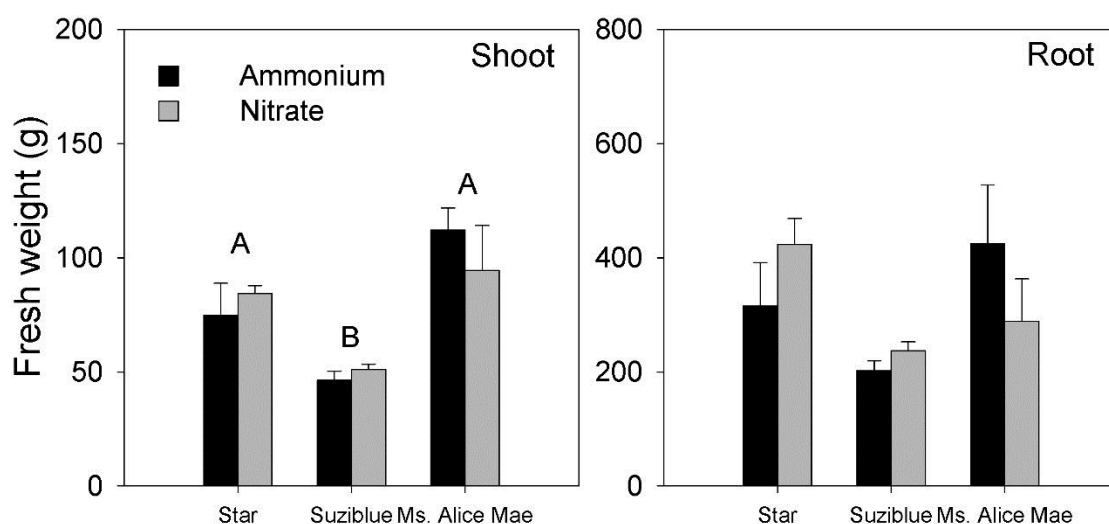 Fresh weight (g)
200
150
100
50
0
Shoot
Ammonium
Nitrate
A
B
A
Star
Suziblue
Ms. Alice Mae
800
600
400
200
0
Root
Star
Suziblue
Ms. Alice Mae